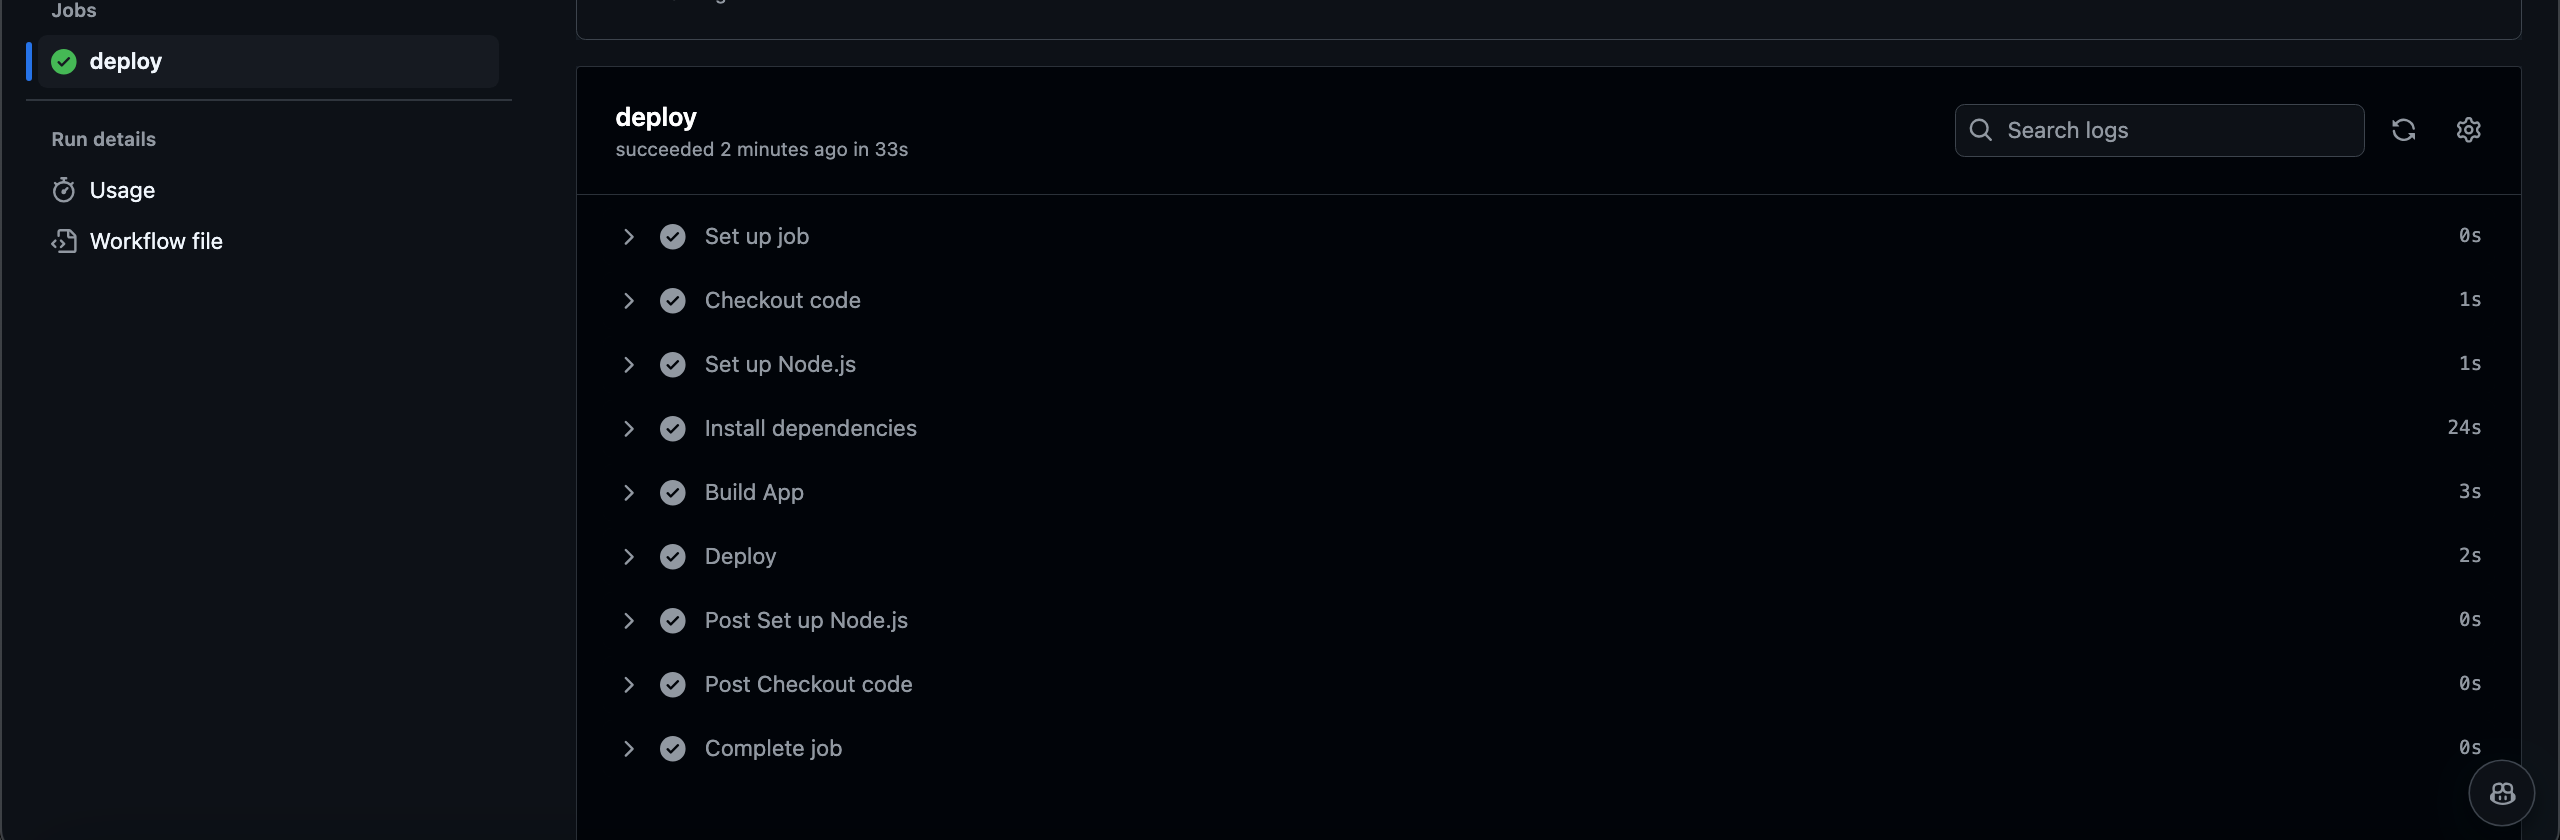 Jobs
deploy
Run details
Usage
Workflow file
deploy
succeeded 2 minutes ago in 33s
Search logs
Set up job 0s
Checkout code 1s
Set up Node.js 1s
Install dependencies 24s
Build App 3s
Deploy 2s
Post Set up Node.js 0s
Post Checkout code 0s
Complete job 0s